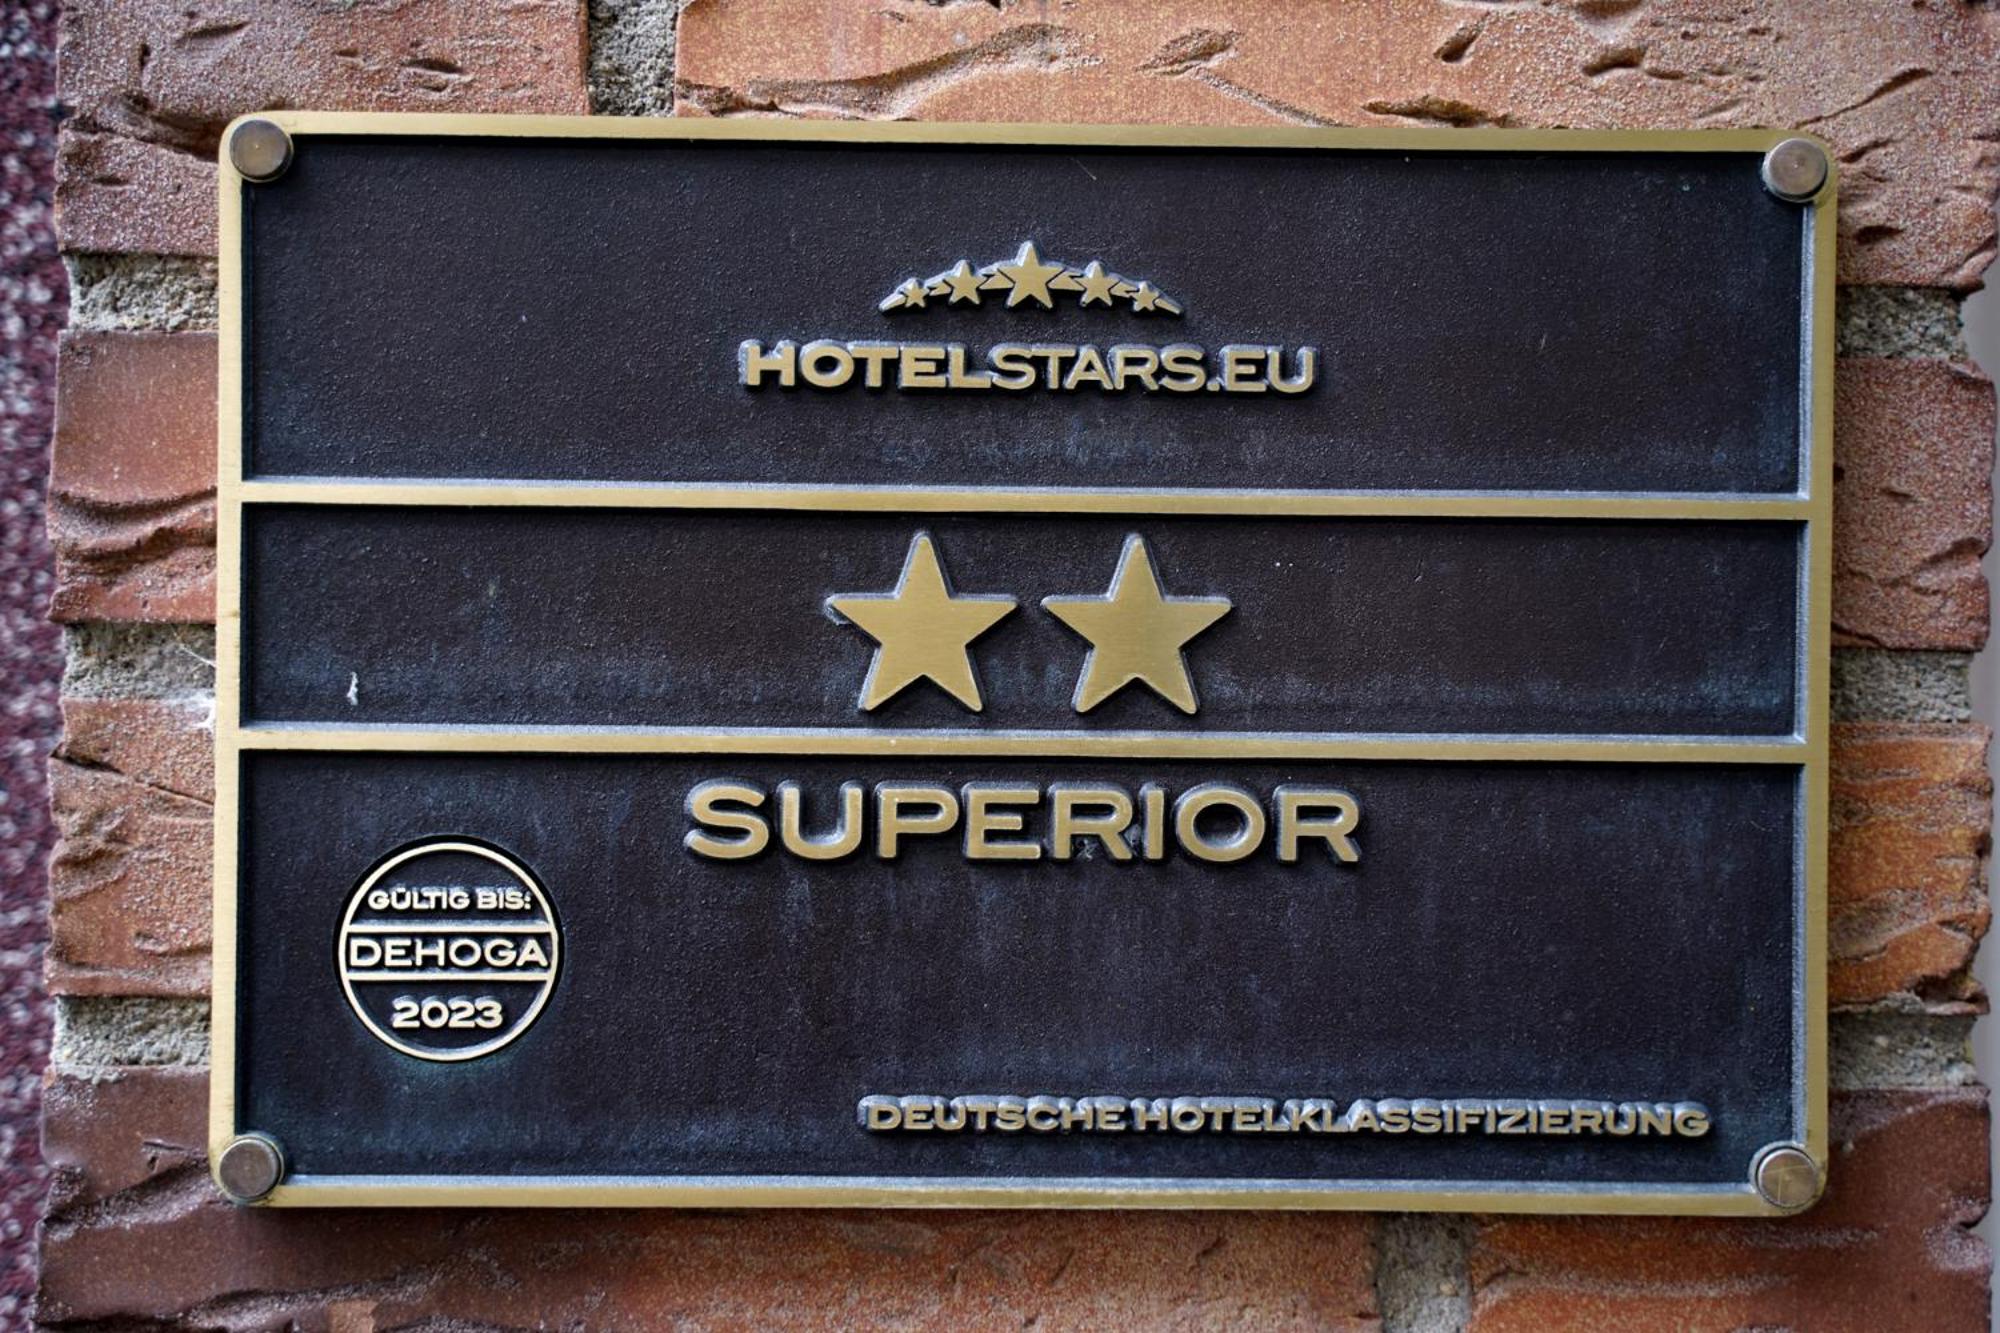 HOTELSTARS.EU
SUPERIOR
GÜLTIG BIS:
DEHOGA
2023
DEUTSCHE HOTELKLASSIFIZIERUNG